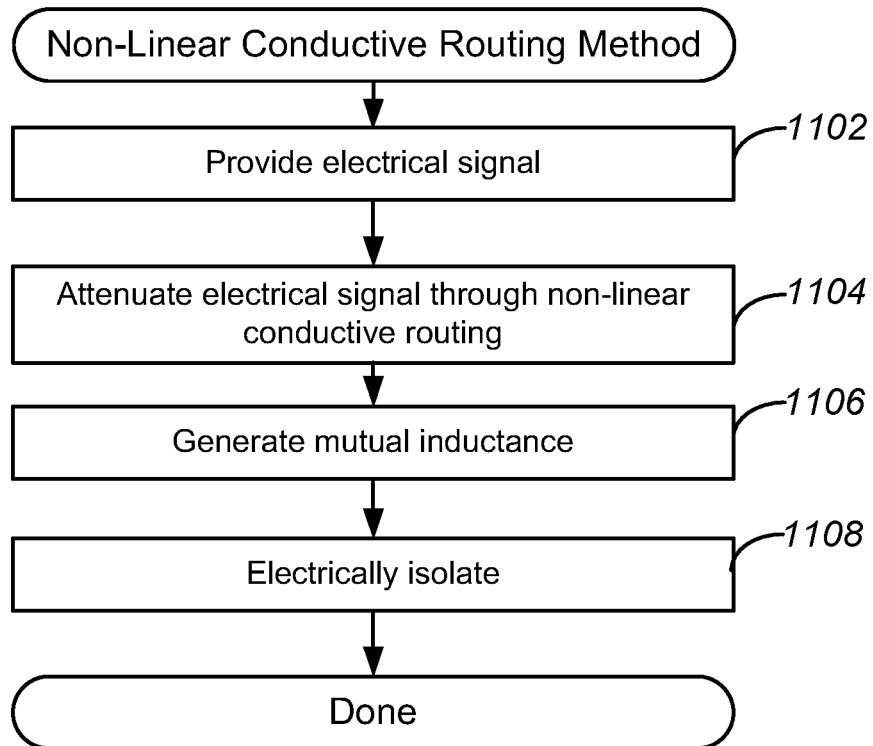 Non-Linear Conductive Routing Method
1102
Provide electrical signal
1104
Attenuate electrical signal through non-linear
conductive routing
1106
Generate mutual inductance
1108
Electrically isolate
Done